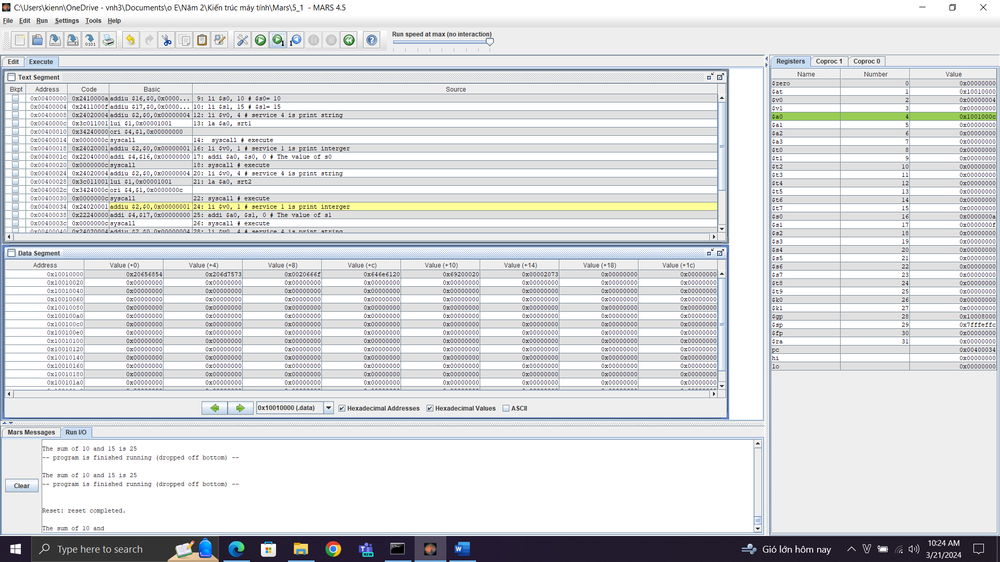 C:\Users\kienn\OneDrive - vnh3\Documents\o E\Năm 2\Kiến trúc máy tính\Mars\5_1 - MARS 4.5
File Edit Run Settings Tools Help
Run speed at max (no interaction)
Edit Execute
Text Segment
Bkpt Address Code Basic Source
0x00400000 0x2410000a addiu $16,$0,0x0000... 9: li $s0, 10 # $s0= 10
0x00400004 0x2411000f addiu $17,$0,0x0000... 10: li $s1, 15 # $s1= 15
0x00400008 0x24020004 addiu $2,$0,0x00000004 12: li $v0, 4 # service 4 is print string
0x0040000c 0x3c011001 lui $1,0x00001001 13: la $a0, srt1
0x00400010 0x34240000 ori $4,$1,0x00000000
0x00400014 0x0000000c syscall 14: syscall # execute
0x00400018 0x24020001 addiu $2,$0,0x00000001 16: li $v0, 1 # service 1 is print interger
0x0040001c 0x22040000 addi $4,$16,0x00000000 17: addi $a0, $s0, 0 # The value of s0
0x00400020 0x0000000c syscall 18: syscall # execute
0x00400024 0x24020004 addiu $2,$0,0x00000004 20: li $v0, 4 # service 4 is print string
0x00400028 0x3c011001 lui $1,0x00001001 21: la $a0, srt2
0x0040002c 0x3424000c ori $4,$1,0x0000000c
0x00400030 0x0000000c syscall 22: syscall # execute
0x00400034 0x24020001 addiu $2,$0,0x00000001 24: li $v0, 1 # service 1 is print interger
0x00400038 0x22240000 addi $4,$17,0x00000000 25: addi $a0, $s1, 0 # The value of s1
0x0040003c 0x0000000c syscall 26: syscall # execute
0x00400040 0x24020004 addiu $2,$0,0x00000004 28: li $v0, 4 # service 4 is print string
Data Segment
Address Value (+0) Value (+4) Value (+8) Value (+c) Value (+10) Value (+14) Value (+18) Value (+1c)
0x10010000 0x20656854 0x206d7573 0x0020666f 0x646e6120 0x69200020 0x00002073 0x00000000 0x00000000
0x10010020 0x00000000 0x00000000 0x00000000 0x00000000 0x00000000 0x00000000 0x00000000 0x00000000
0x10010040 0x00000000 0x00000000 0x00000000 0x00000000 0x00000000 0x00000000 0x00000000 0x00000000
0x10010060 0x00000000 0x00000000 0x00000000 0x00000000 0x00000000 0x00000000 0x00000000 0x00000000
0x10010080 0x00000000 0x00000000 0x00000000 0x00000000 0x00000000 0x00000000 0x00000000 0x00000000
0x100100a0 0x00000000 0x00000000 0x00000000 0x00000000 0x00000000 0x00000000 0x00000000 0x00000000
0x100100c0 0x00000000 0x00000000 0x00000000 0x00000000 0x00000000 0x00000000 0x00000000 0x00000000
0x100100e0 0x00000000 0x00000000 0x00000000 0x00000000 0x00000000 0x00000000 0x00000000 0x00000000
0x10010100 0x00000000 0x00000000 0x00000000 0x00000000 0x00000000 0x00000000 0x00000000 0x00000000
0x10010120 0x00000000 0x00000000 0x00000000 0x00000000 0x00000000 0x00000000 0x00000000 0x00000000
0x10010140 0x00000000 0x00000000 0x00000000 0x00000000 0x00000000 0x00000000 0x00000000 0x00000000
0x10010160 0x00000000 0x00000000 0x00000000 0x00000000 0x00000000 0x00000000 0x00000000 0x00000000
0x10010180 0x00000000 0x00000000 0x00000000 0x00000000 0x00000000 0x00000000 0x00000000 0x00000000
0x100101a0 0x00000000 0x00000000 0x00000000 0x00000000 0x00000000 0x00000000 0x00000000 0x00000000
0x10010000 (.data) Hexadecimal Addresses Hexadecimal Values ASCII
Mars Messages Run I/O
Clear
The sum of 10 and 15 is 25
-- program is finished running (dropped off bottom) --
The sum of 10 and 15 is 25
-- program is finished running (dropped off bottom) --
Reset: reset completed.
The sum of 10 and
Registers Coproc 1 Coproc 0
Name Number Value
$zero 0 0x00000000
$at 1 0x10010000
$v0 2 0x00000004
$v1 3 0x00000000
$a0 4 0x1001000c
$a1 5 0x00000000
$a2 6 0x00000000
$a3 7 0x00000000
$t0 8 0x00000000
$t1 9 0x00000000
$t2 10 0x00000000
$t3 11 0x00000000
$t4 12 0x00000000
$t5 13 0x00000000
$t6 14 0x00000000
$t7 15 0x00000000
$s0 16 0x0000000a
$s1 17 0x0000000f
$s2 18 0x00000000
$s3 19 0x00000000
$s4 20 0x00000000
$s5 21 0x00000000
$s6 22 0x00000000
$s7 23 0x00000000
$t8 24 0x00000000
$t9 25 0x00000000
$k0 26 0x00000000
$k1 27 0x00000000
$gp 28 0x10008000
$sp 29 0x7fffeffc
$fp 30 0x00000000
$ra 31 0x00000000
pc 0x00400034
hi 0x00000000
lo 0x00000000
Type here to search
Gió lớn hôm nay
10:24 AM
3/21/2024